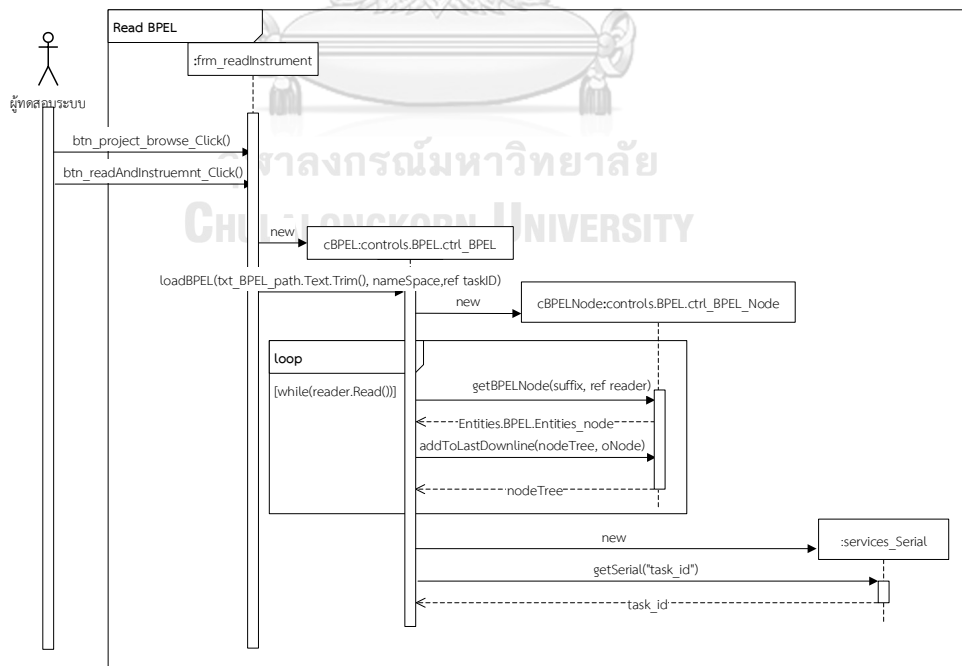 Read BPEL
:frm_readInstrument
ผู้ทดสอบระบบ
btn_project_browse_Click()
btn_readAndInstruemnt_Click()
จุฬาลงกรณ์มหาวิทยาลัย
CHULALONGKORN UNIVERSITY
new
cBPEL:controls.BPEL.ctrl_BPEL
loadBPEL(txt_BPEL_path.Text.Trim(), nameSpace,ref taskID)
new
cBPELNode:controls.BPEL.ctrl_BPEL_Node
loop
[while(reader.Read())]
getBPELNode(suffix, ref reader)
Entities.BPEL.Entities_node
addToLastDownline(nodeTree, oNode)
nodeTree
new
:services_Serial
getSerial("task_id")
task_id